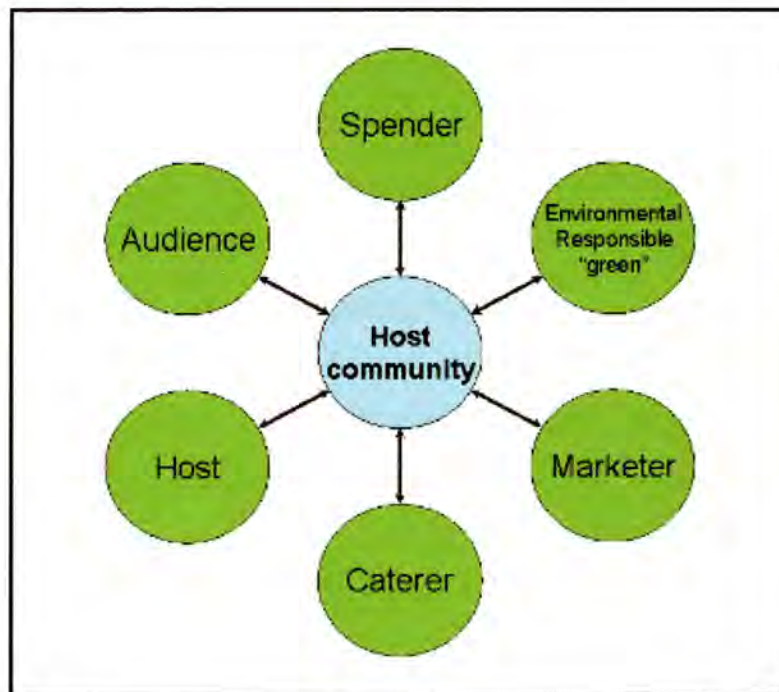 Spender
Audience
Environmental
Responsible
"green"
Host
community
Host
Marketer
Caterer